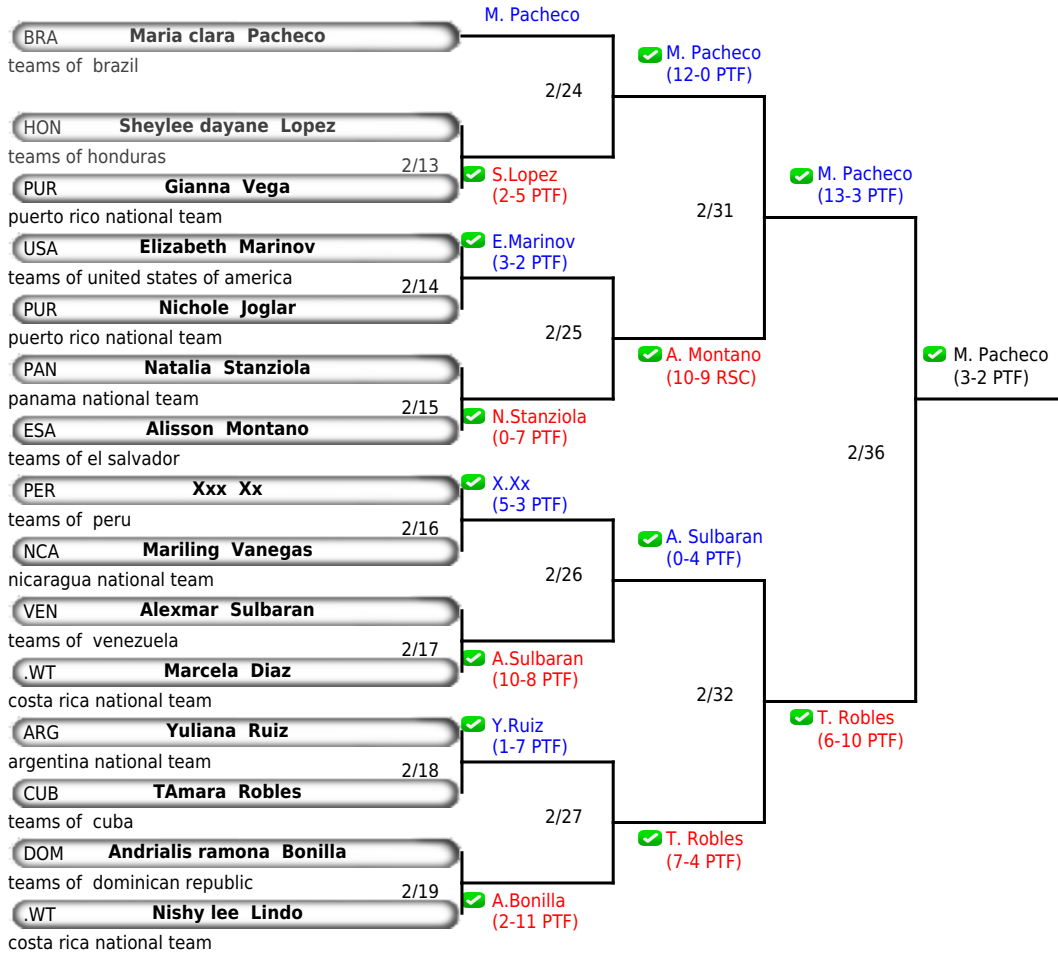 M. Pacheco
BRA Maria clara Pacheco
teams of brazil
M. Pacheco
(12-0 PTF)
2/24
HON Sheylee dayane Lopez
teams of honduras
2/13
S.Lopez
(2-5 PTF)
PUR Gianna Vega
puerto rico national team
M. Pacheco
(13-3 PTF)
2/31
USA Elizabeth Marinov
teams of united states of america
2/14
E.Marinov
(3-2 PTF)
PUR Nichole Joglar
puerto rico national team
2/25
A. Montano
(10-9 RSC)
PAN Natalia Stanziola
panama national team
2/15
N.Stanziola
(0-7 PTF)
ESA Alisson Montano
teams of el salvador
M. Pacheco
(3-2 PTF)
2/36
PER Xxx Xx
teams of peru
2/16
X.Xx
(5-3 PTF)
NCA Mariling Vanegas
nicaragua national team
2/26
A. Sulbaran
(0-4 PTF)
VEN Alexmar Sulbaran
teams of venezuela
2/17
A.Sulbaran
(10-8 PTF)
.WT Marcela Diaz
costa rica national team
2/32
T. Robles
(6-10 PTF)
ARG Yuliana Ruiz
argentina national team
2/18
Y.Ruiz
(1-7 PTF)
CUB TAmara Robles
teams of cuba
2/27
T. Robles
(7-4 PTF)
DOM Andrialis ramona Bonilla
teams of dominican republic
2/19
A.Bonilla
(2-11 PTF)
.WT Nishy lee Lindo
costa rica national team